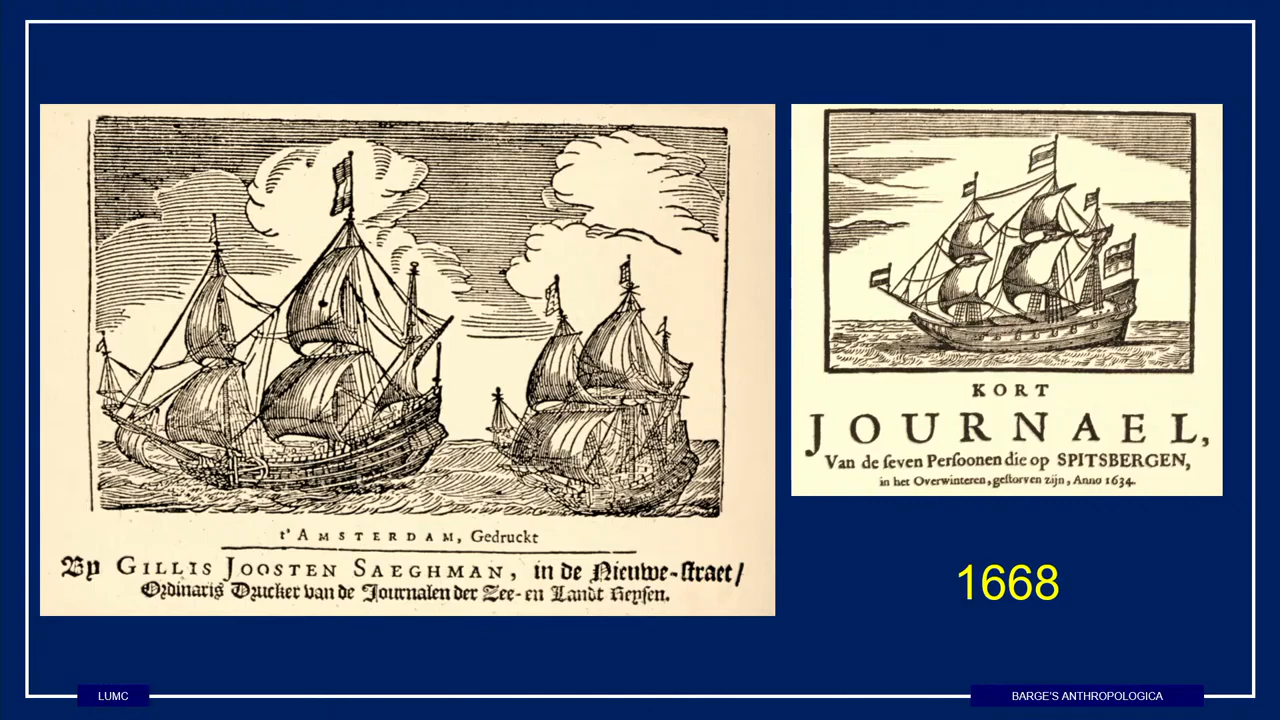 t'AMSTERDAM, Gedruckt
By GILLIS JOOSTEN SAEGHMAN, in de Nieuwe-straet/
Ordinaris Drucker van de Journalen der Zee- en Landt Reysen.
KORT
JOURNAEL,
Van de seven Persoonen die op SPITSBERGEN,
in het Overwinteren, gestorven zijn, Anno 1634.
1668
LUMC
BARGE'S ANTHROPOLOGICA